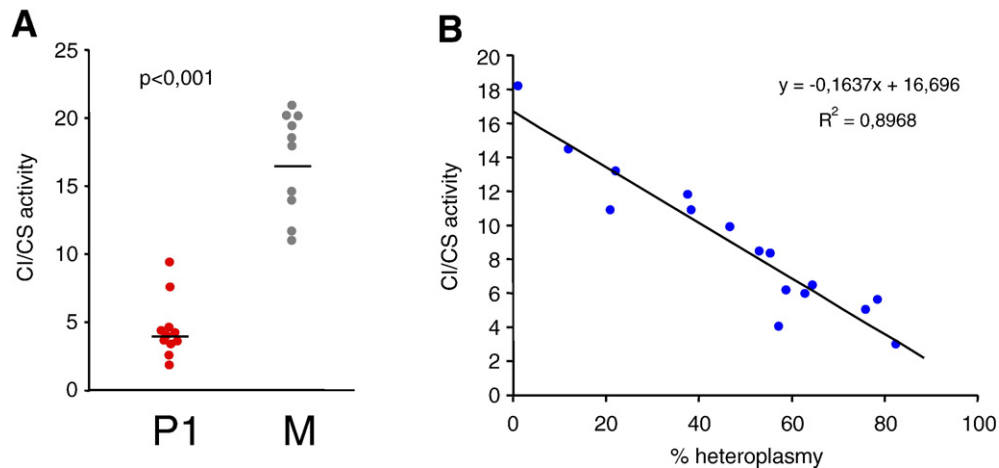 A
CI/CS activity
25
20
15
10
5
0
p<0,001
P1
M
B
CI/CS activity
20
18
16
14
12
10
8
6
4
2
0
y = -0,1637x + 16,696
R² = 0,8968
0 20 40 60 80 100
% heteroplasmy